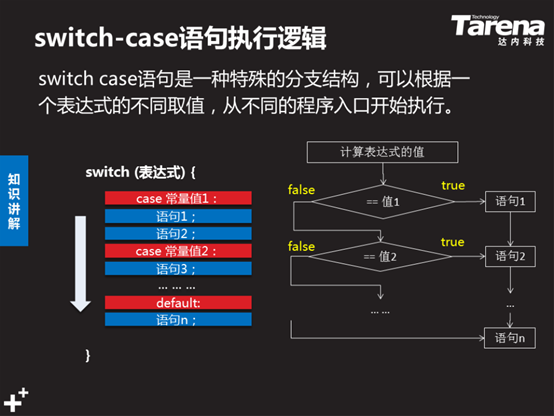 switch-case语句执行逻辑
Technology
Tarena
达内科技
switch case语句是一种特殊的分支结构，可以根据一
个表达式的不同取值，从不同的程序入口开始执行。
知识讲解
switch (表达式) {
case 常量值1：
语句1；
语句2；
case 常量值2：
语句3；
… … …
default:
语句n；
}
计算表达式的值
false
true
== 值1
语句1
false
true
== 值2
语句2
… …
…
语句n